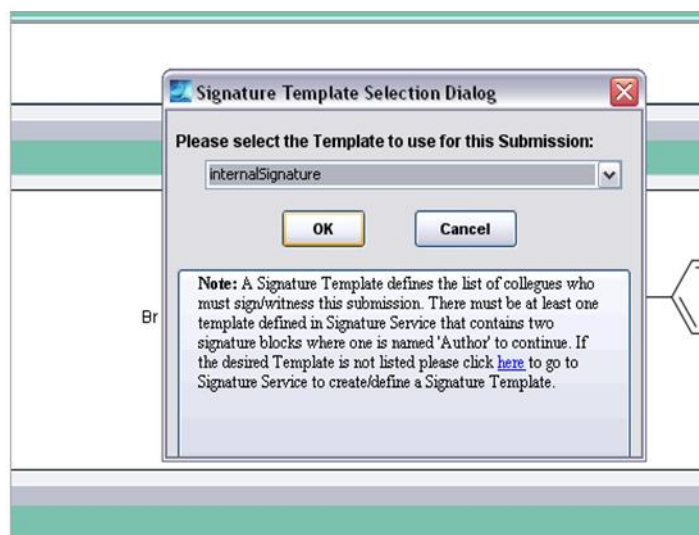 Signature Template Selection Dialog
Please select the Template to use for this Submission:
internalSignature
OK Cancel
Note: A Signature Template defines the list of collegues who
must sign/witness this submission. There must be at least one
template defined in Signature Service that contains two
signature blocks where one is named 'Author' to continue. If
the desired Template is not listed please click here to go to
Signature Service to create/define a Signature Template.
Br